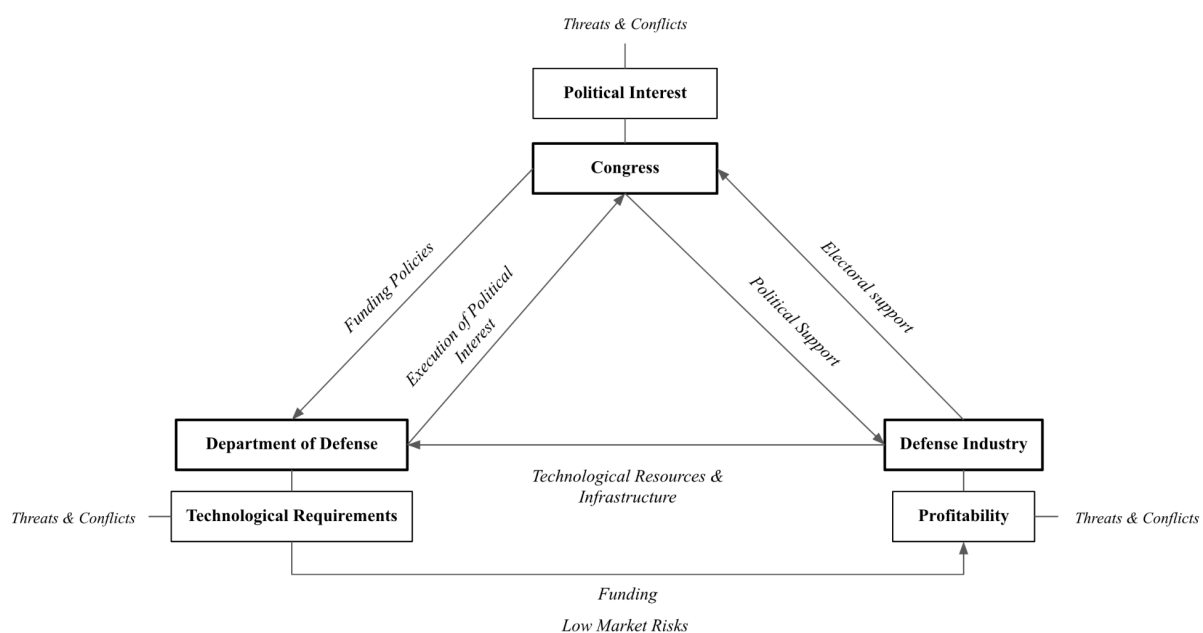 Threats & Conflicts
Political Interest
Congress
Funding Policies
Execution of Political
Interest
Political Support
Electoral support
Department of Defense
Defense Industry
Technological Resources &
Infrastructure
Threats & Conflicts
Technological Requirements
Profitability
Threats & Conflicts
Funding
Low Market Risks